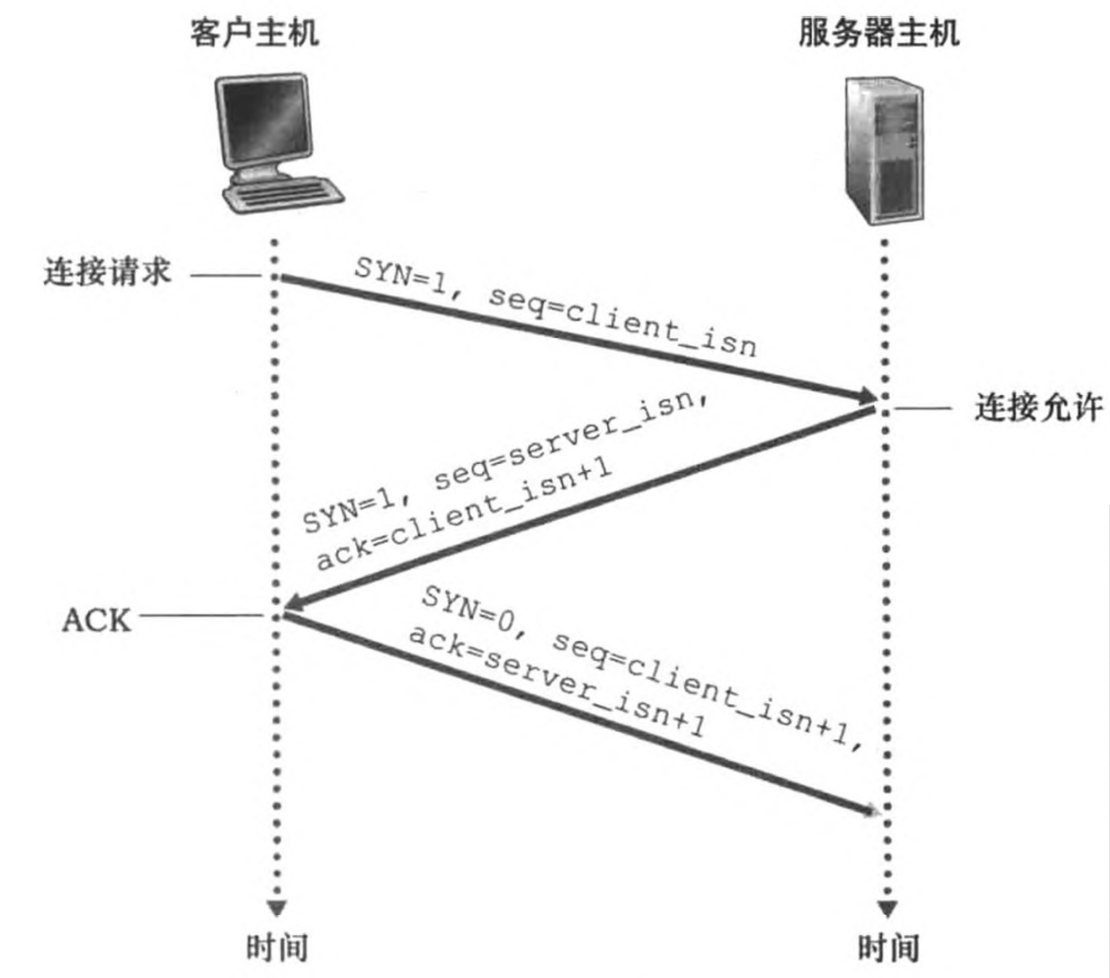 客户主机
服务器主机
连接请求
SYN=1, seq=client_isn
连接允许
SYN=1, seq=server_isn,
ack=client_isn+1
ACK
SYN=0, seq=client_isn+1,
ack=server_isn+1
时间
时间